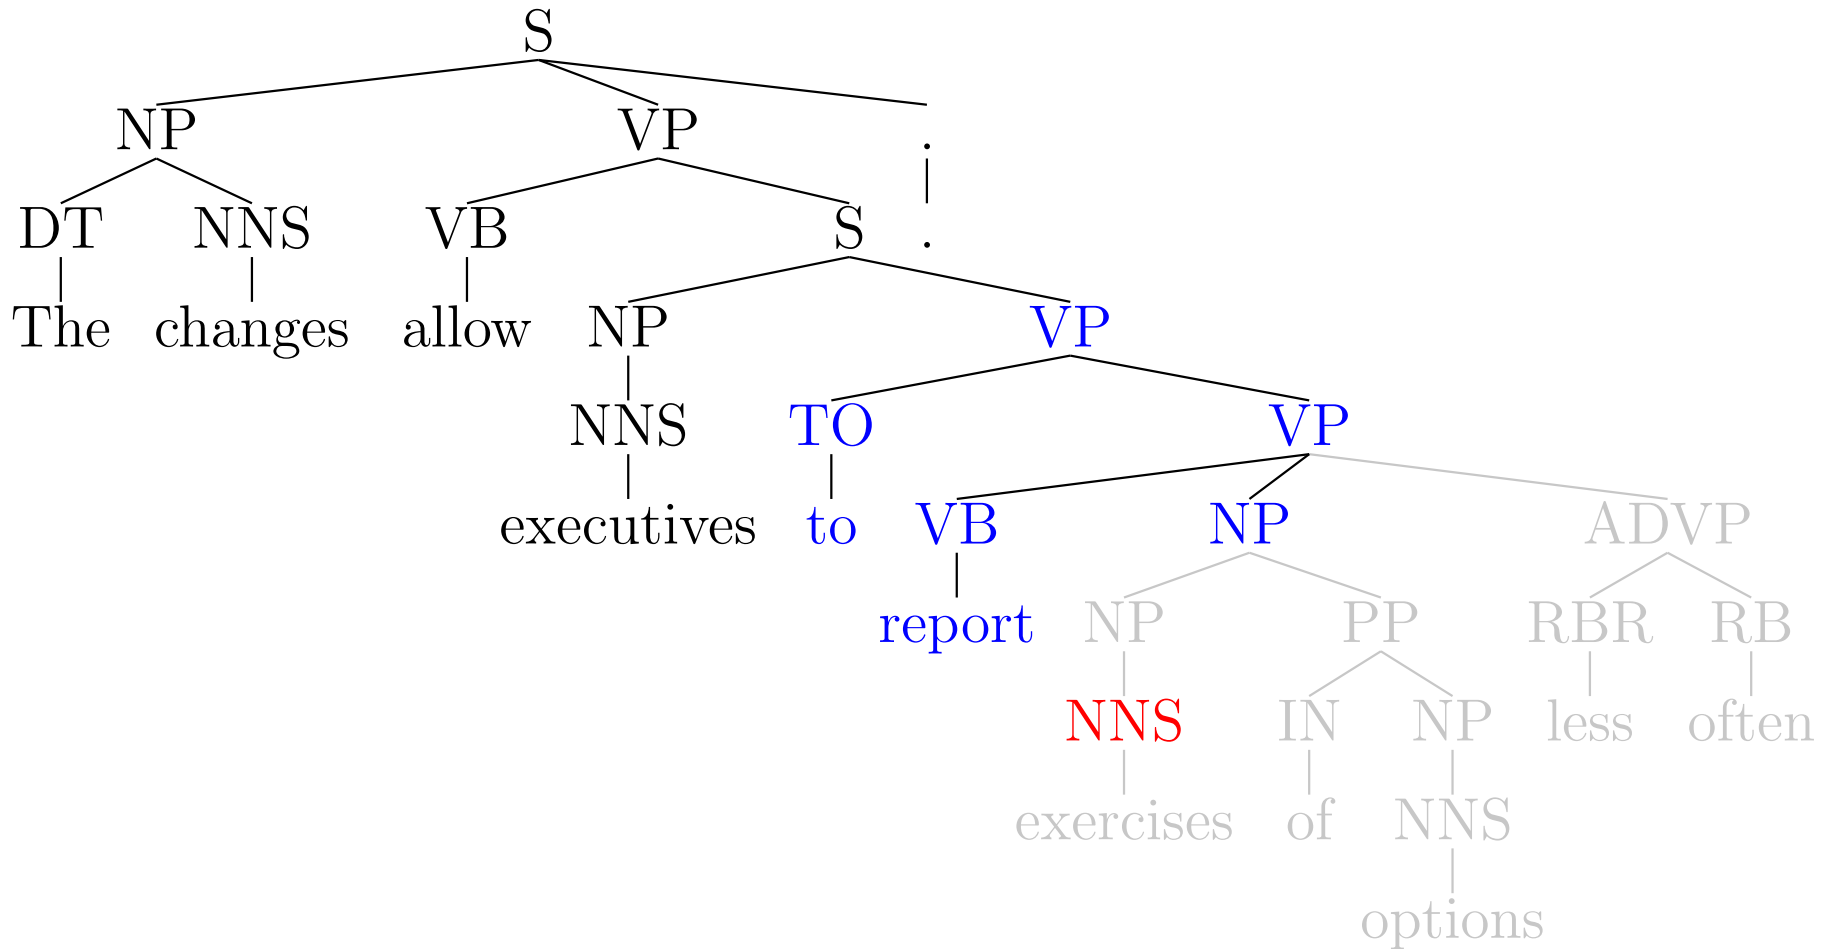 S
NP VP .
DT NNS VB S .
The changes allow NP VP
NNS TO VP
executives to VB NP ADVP
report NP PP RBR RB
NNS IN NP less often
exercises of NNS
options